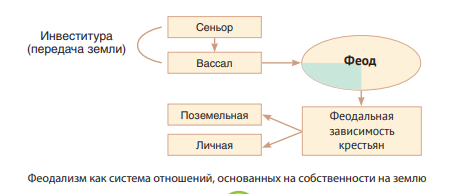 Инвеститура
(передача земли)
Сеньор
Вассал
Феод
Поземельная
Личная
Феодальная
зависимость
крестьян
Феодализм как система отношений, основанных на собственности на землю